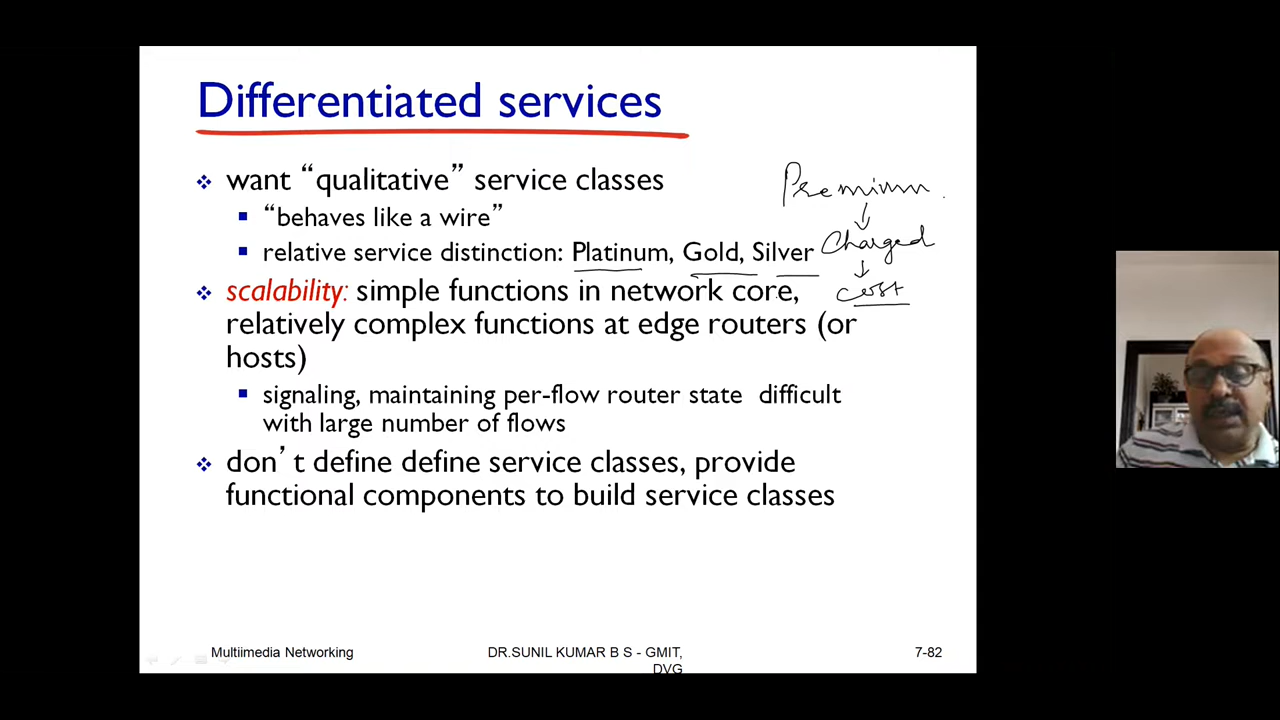 Differentiated services
❖ want “qualitative” service classes
▪ “behaves like a wire”
▪ relative service distinction: Platinum, Gold, Silver
Premium
↓
Charged
↓
cost
❖ scalability: simple functions in network core,
relatively complex functions at edge routers (or
hosts)
▪ signaling, maintaining per-flow router state difficult
with large number of flows
❖ don’t define define service classes, provide
functional components to build service classes
Multiimedia Networking
DR.SUNIL KUMAR B S - GMIT,
DVG
7-82